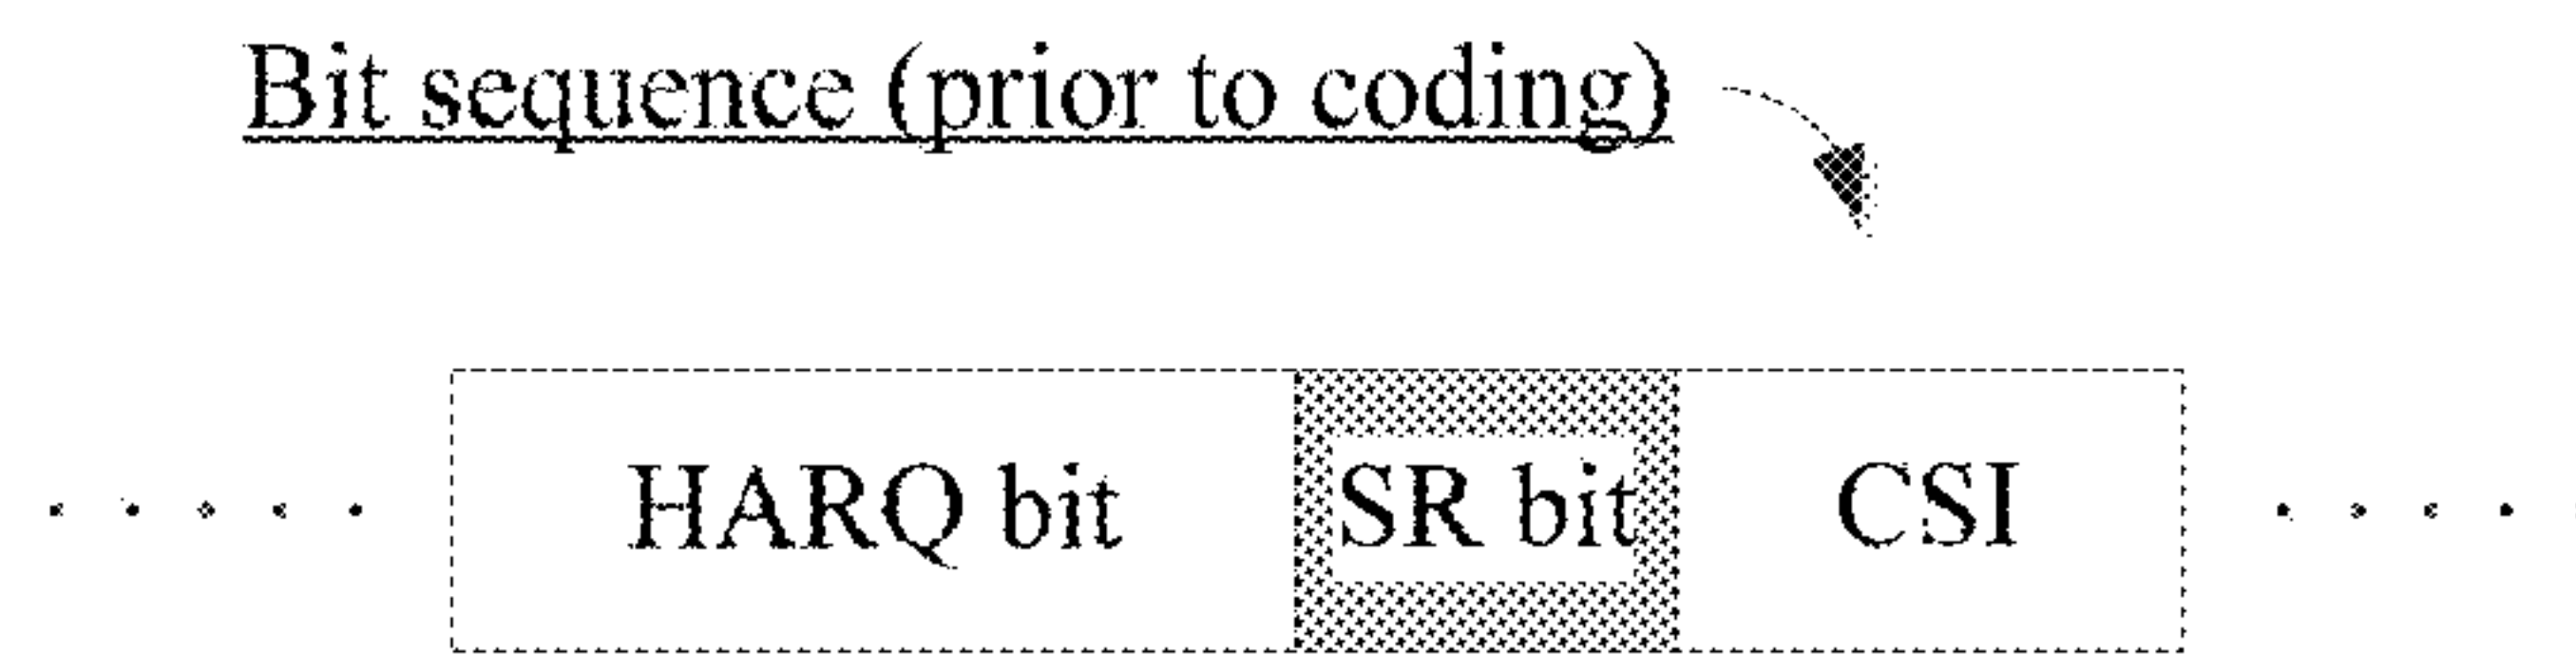 Bit sequence (prior to coding)
HARQ bit SR bit CSI